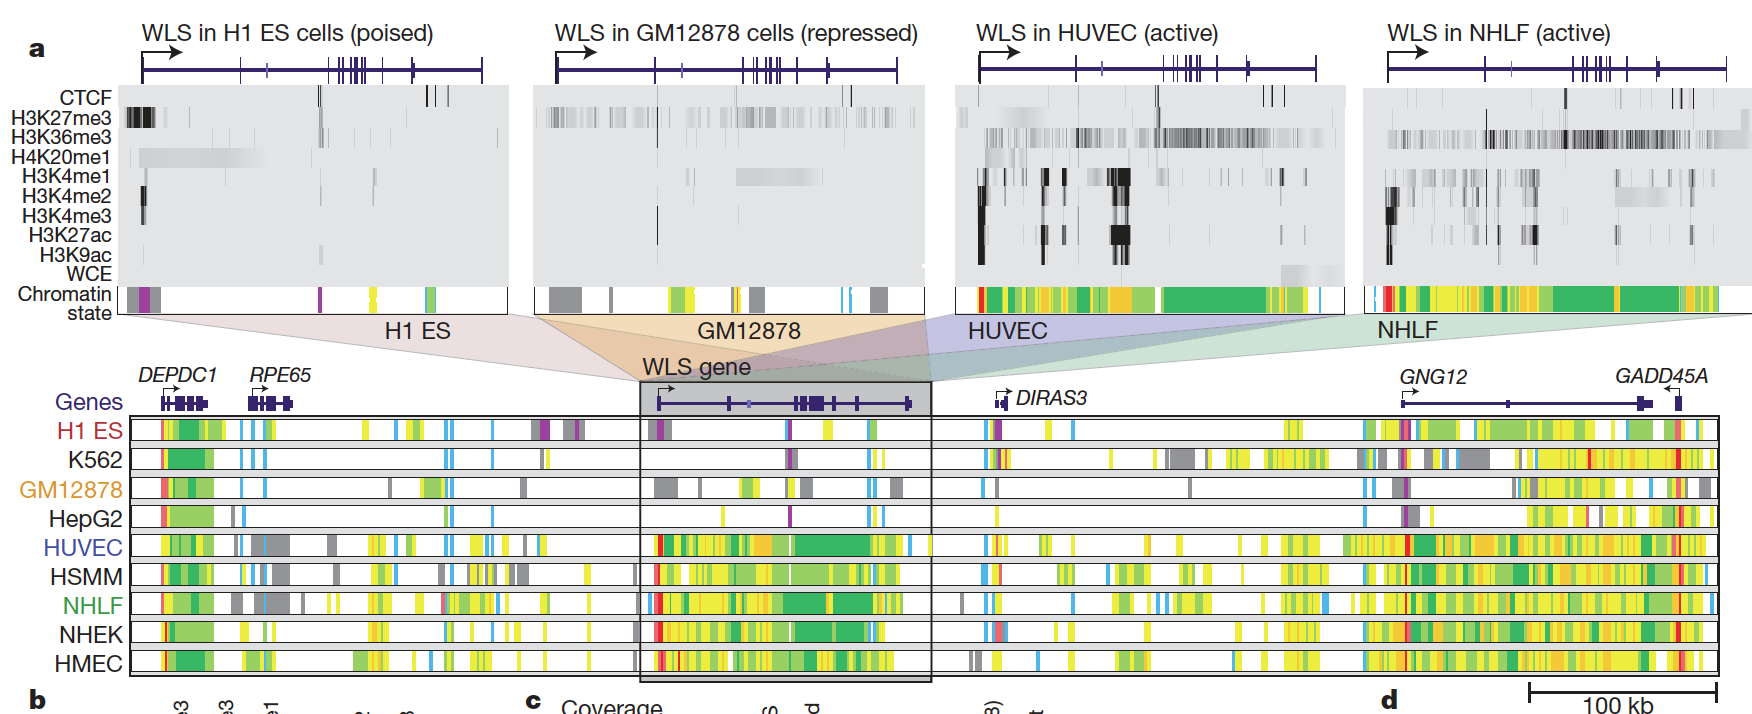 a
WLS in H1 ES cells (poised)
WLS in GM12878 cells (repressed)
WLS in HUVEC (active)
WLS in NHLF (active)
CTCF
H3K27me3
H3K36me3
H4K20me1
H3K4me1
H3K4me2
H3K4me3
H3K27ac
H3K9ac
WCE
Chromatin
state
H1 ES
GM12878
HUVEC
NHLF
WLS gene
DEPDC1
RPE65
DIRAS3
GNG12
GADD45A
Genes
H1 ES
K562
GM12878
HepG2
HUVEC
HSMM
NHLF
NHEK
HMEC
100 kb
b
c
Coverage
d